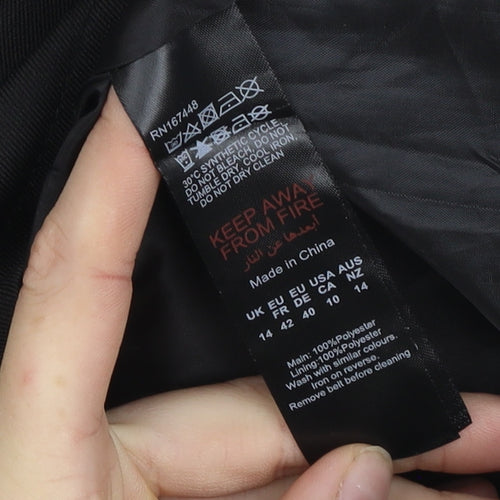 RN167448
30°C SYNTHETIC CYCLE
DO NOT BLEACH, DO NOT
TUMBLE DRY, COOL IRON
DO NOT DRY CLEAN
KEEP AWAY
FROM FIRE
أبعدها عن النار
Made in China
UK EU EU USA AUS
FR DE CA NZ
14 42 40 10 14
Main: 100%Polyester
Lining:100%Polyester
Wash with similar colours.
Iron on reverse.
Remove belt before cleaning